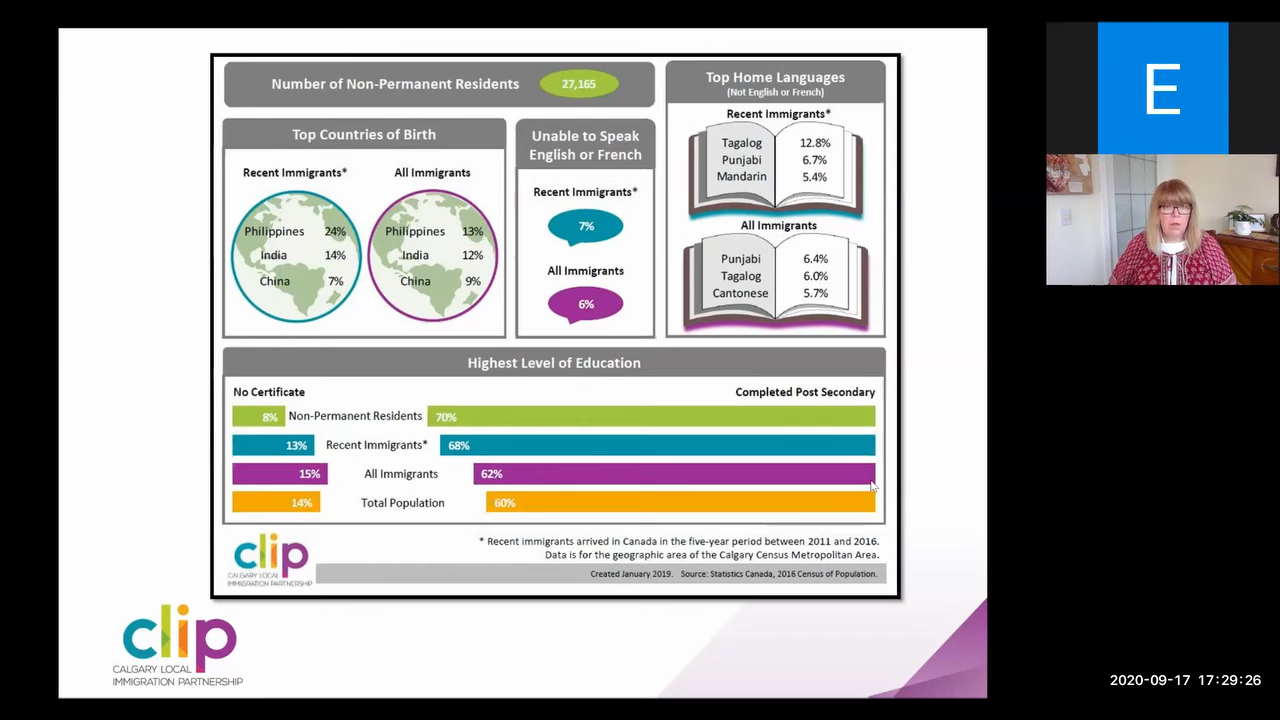 Number of Non-Permanent Residents 27,165
Top Countries of Birth
Recent Immigrants* All Immigrants
Philippines 24% Philippines 13%
India 14% India 12%
China 7% China 9%
Unable to Speak
English or French
Recent Immigrants*
7%
All Immigrants
6%
Top Home Languages
(Not English or French)
Recent Immigrants*
Tagalog 12.8%
Punjabi 6.7%
Mandarin 5.4%
All Immigrants
Punjabi 6.4%
Tagalog 6.0%
Cantonese 5.7%
Highest Level of Education
No Certificate Completed Post Secondary
8% Non-Permanent Residents 70%
13% Recent Immigrants* 68%
15% All Immigrants 62%
14% Total Population 60%
* Recent immigrants arrived in Canada in the five-year period between 2011 and 2016.
Data is for the geographic area of the Calgary Census Metropolitan Area.
Created January 2019. Source: Statistics Canada, 2016 Census of Population.
clip
CALGARY LOCAL
IMMIGRATION PARTNERSHIP
clip
CALGARY LOCAL
IMMIGRATION PARTNERSHIP
E
2020-09-17 17:29:26